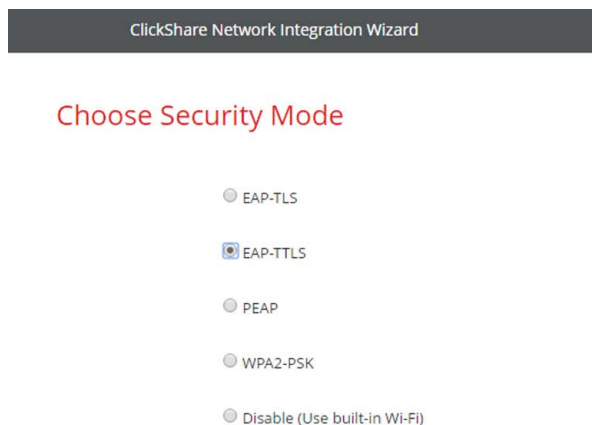 ClickShare Network Integration Wizard
Choose Security Mode
EAP-TLS
EAP-TTLS
PEAP
WPA2-PSK
Disable (Use built-in Wi-Fi)